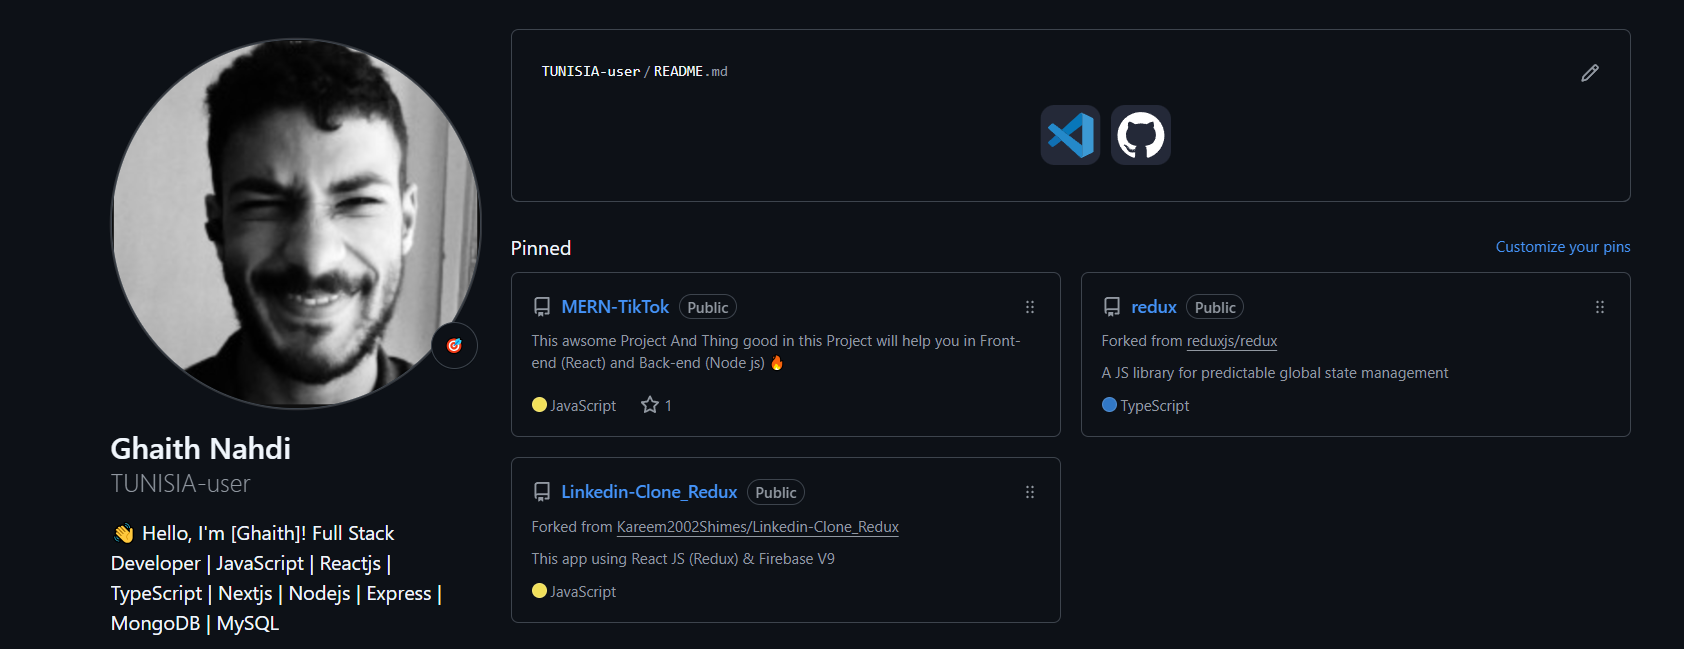 TUNISIA-user / README.md
Pinned
Customize your pins
MERN-TikTok Public
This awsome Project And Thing good in this Project will help you in Front-
end (React) and Back-end (Node js) 🔥
JavaScript 1
redux Public
Forked from reduxjs/redux
A JS library for predictable global state management
TypeScript
Linkedin-Clone_Redux Public
Forked from Kareem2002Shimes/Linkedin-Clone_Redux
This app using React JS (Redux) & Firebase V9
JavaScript
Ghaith Nahdi
TUNISIA-user
👋 Hello, I'm [Ghaith]! Full Stack
Developer | JavaScript | Reactjs |
TypeScript | Nextjs | Nodejs | Express |
MongoDB | MySQL